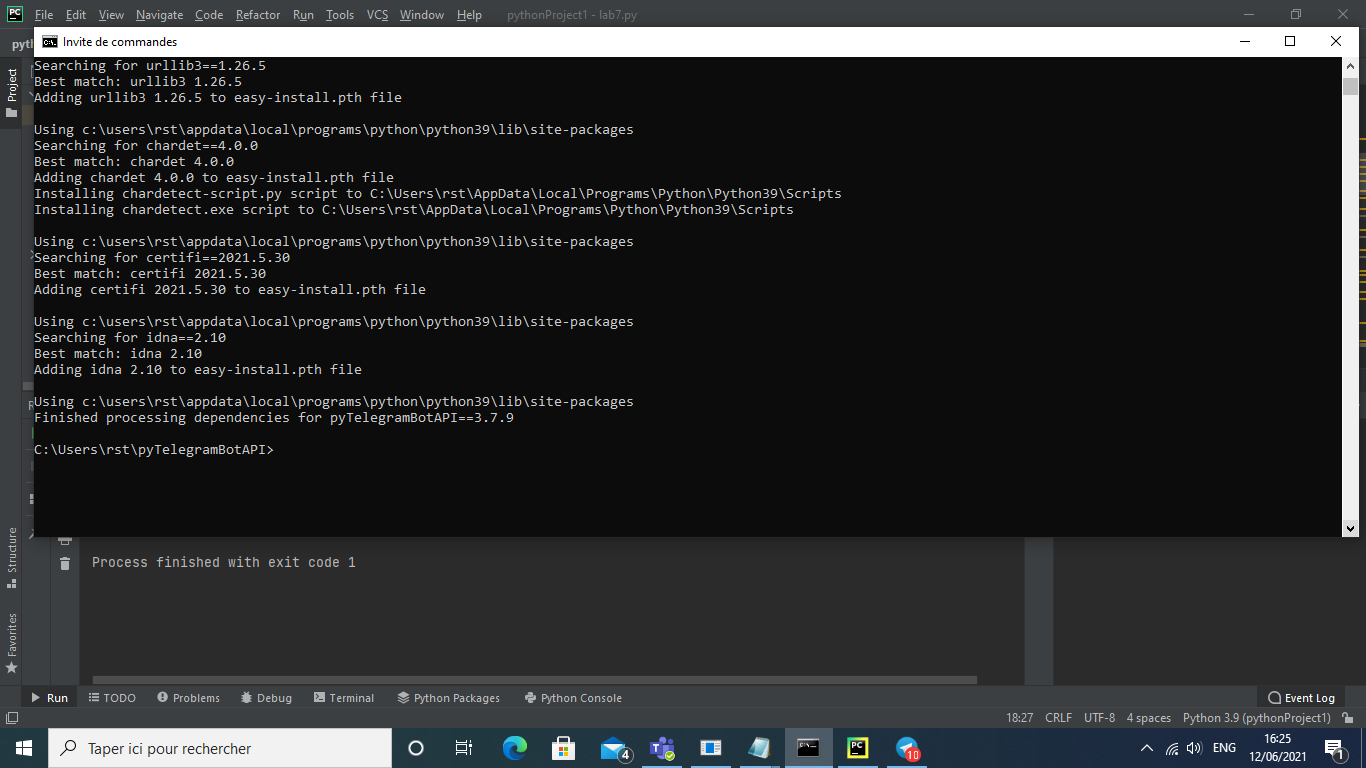 File Edit View Navigate Code Refactor Run Tools VCS Window Help pythonProject1 - lab7.py
Invite de commandes
Searching for urllib3==1.26.5
Best match: urllib3 1.26.5
Adding urllib3 1.26.5 to easy-install.pth file
Using c:\users\rst\appdata\local\programs\python\python39\lib\site-packages
Searching for chardet==4.0.0
Best match: chardet 4.0.0
Adding chardet 4.0.0 to easy-install.pth file
Installing chardetect-script.py script to C:\Users\rst\AppData\Local\Programs\Python\Python39\Scripts
Installing chardetect.exe script to C:\Users\rst\AppData\Local\Programs\Python\Python39\Scripts
Using c:\users\rst\appdata\local\programs\python\python39\lib\site-packages
Searching for certifi==2021.5.30
Best match: certifi 2021.5.30
Adding certifi 2021.5.30 to easy-install.pth file
Using c:\users\rst\appdata\local\programs\python\python39\lib\site-packages
Searching for idna==2.10
Best match: idna 2.10
Adding idna 2.10 to easy-install.pth file
Using c:\users\rst\appdata\local\programs\python\python39\lib\site-packages
Finished processing dependencies for pyTelegramBotAPI==3.7.9
C:\Users\rst\pyTelegramBotAPI>
Project
Structure
Favorites
Process finished with exit code 1
Run TODO Problems Debug Terminal Python Packages Python Console Event Log
18:27 CRLF UTF-8 4 spaces Python 3.9 (pythonProject1)
Taper ici pour rechercher
4
10
ENG
16:25
12/06/2021
1